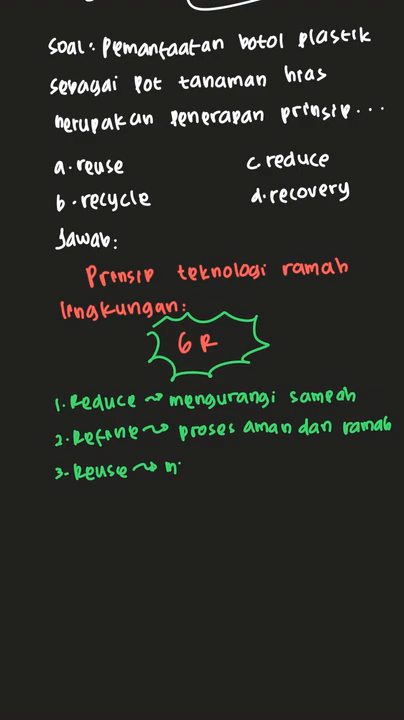 Soal: Pemanfaatan botol plastik
sebagai pot tanaman hias
merupakan penerapan prinsip...
a. reuse
c. reduce
b. recycle
d. recovery
Jawab:
Prinsip teknologi ramah
lingkungan:
6 R
1. Reduce ~> mengurangi sampah
2. Refine ~> proses aman dan ramah
3. Reuse ~> m